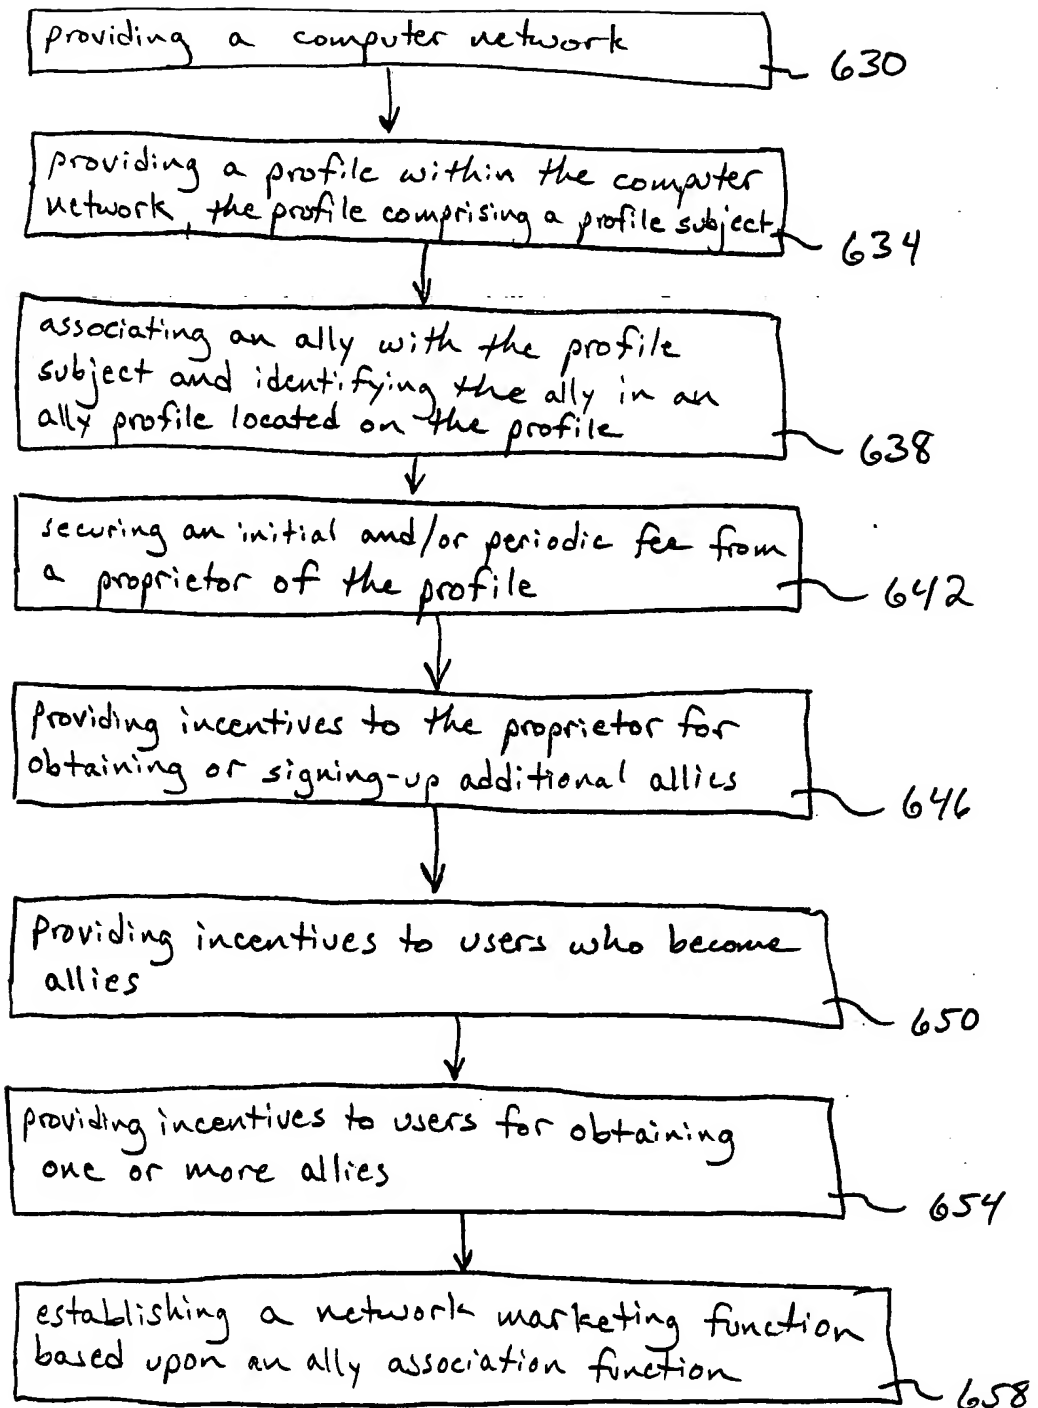 providing a computer network
630
providing a profile within the computer
network, the profile comprising a profile subject
634
associating an ally with the profile
subject and identifying the ally in an
ally profile located on the profile
638
securing an initial and/or periodic fee from
a proprietor of the profile
642
Providing incentives to the proprietor for
obtaining or signing-up additional allies
646
Providing incentives to users who become
allies
650
providing incentives to users for obtaining
one or more allies
654
establishing a network marketing function
based upon an ally association function
658